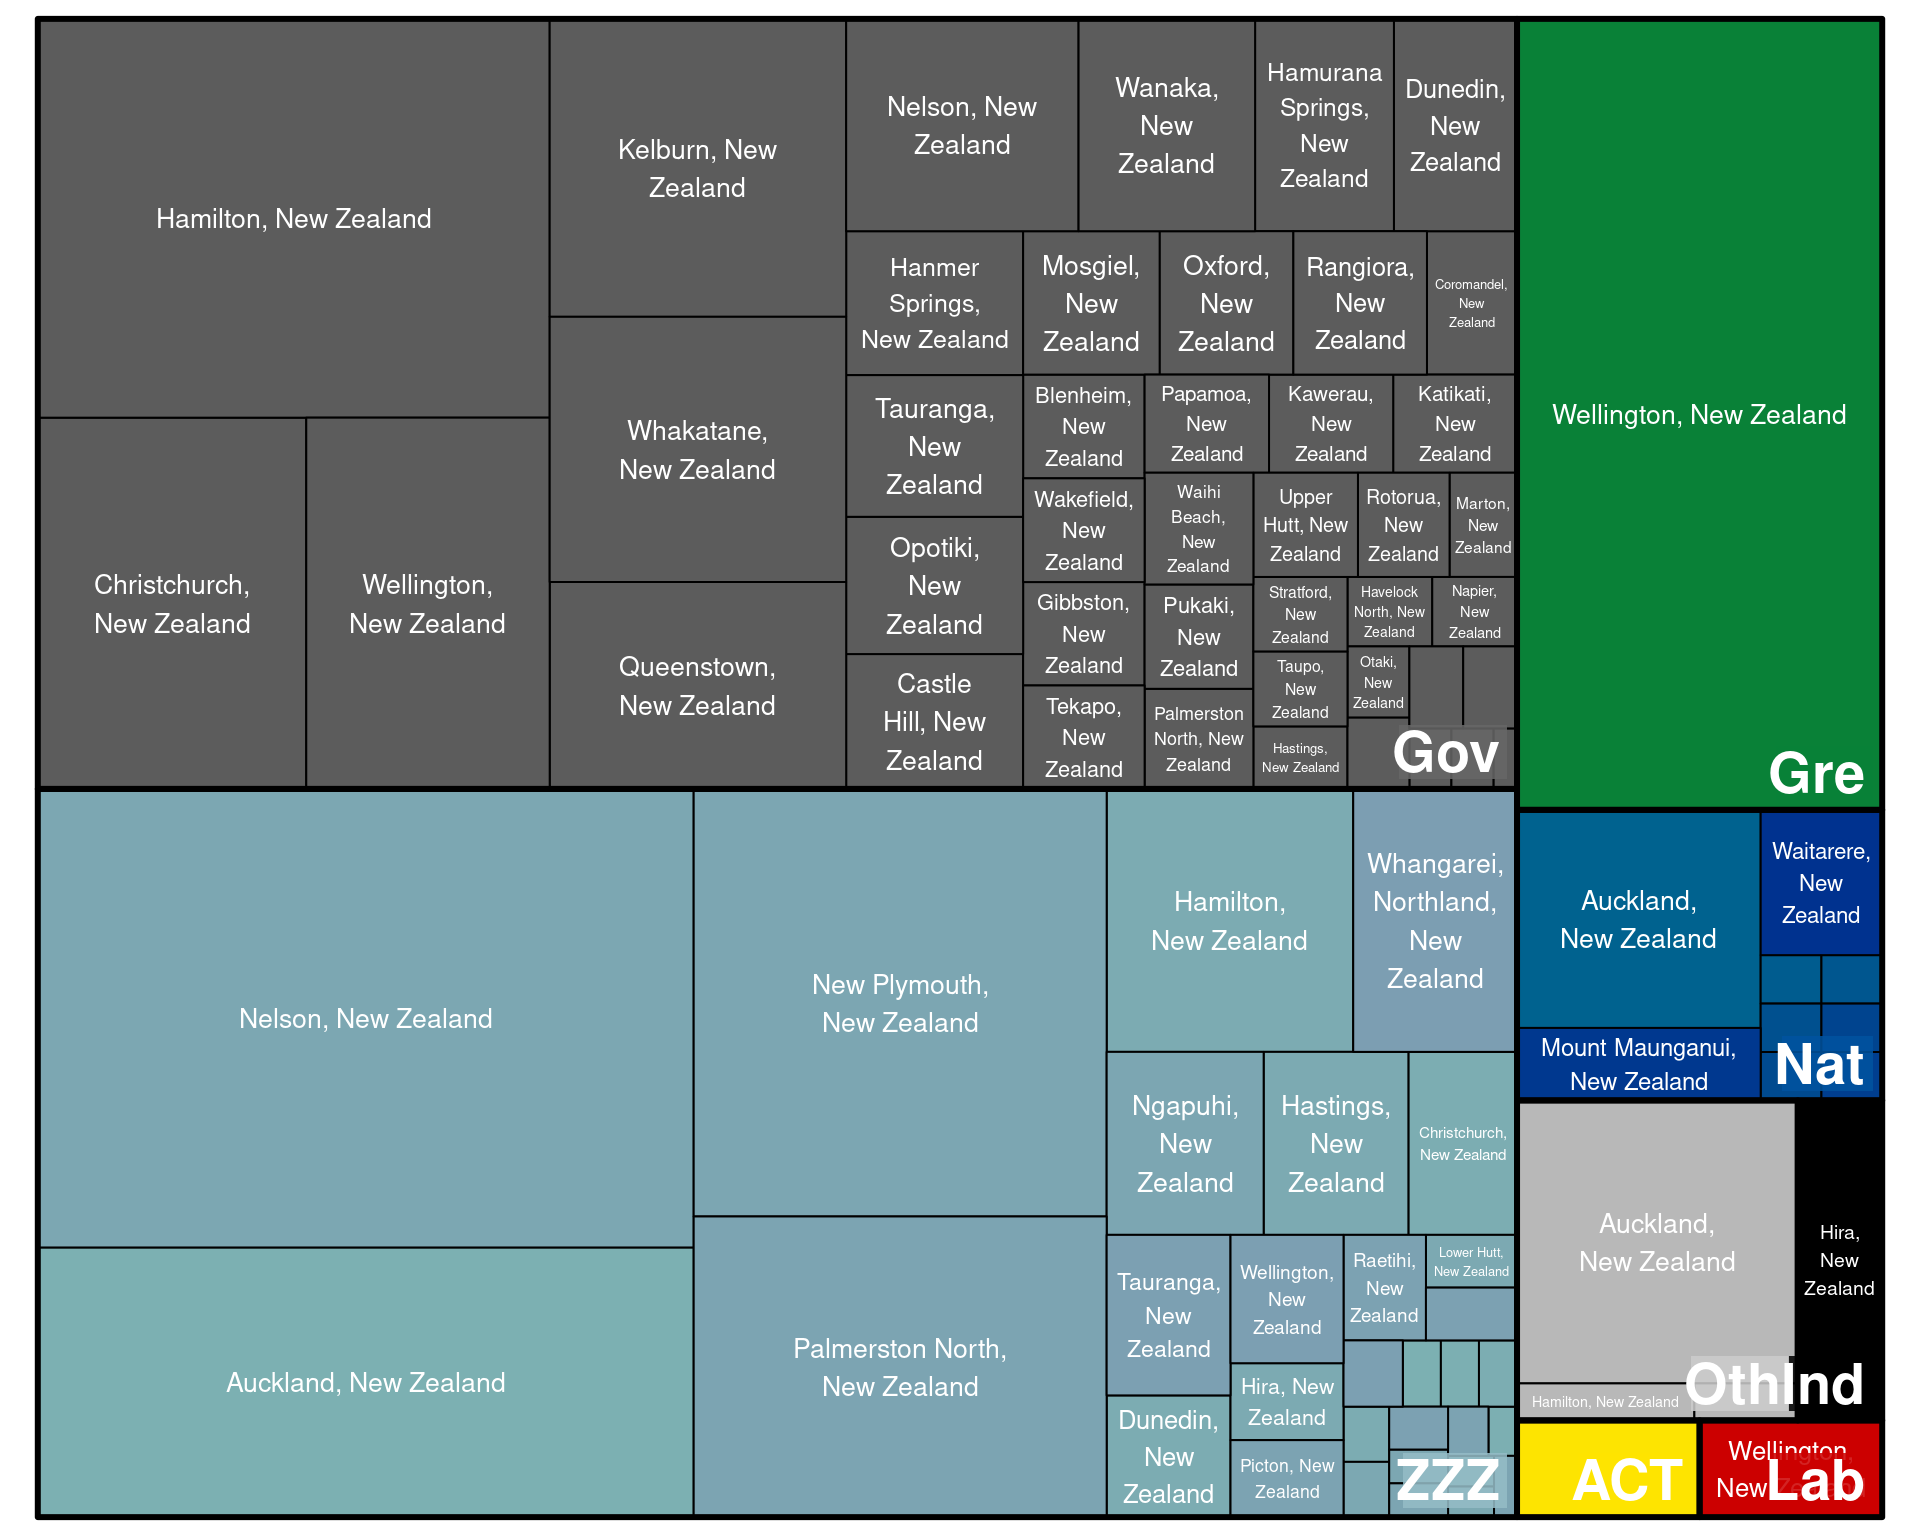 Hamilton, New Zealand
Christchurch,
New Zealand
Wellington,
New Zealand
Kelburn, New
Zealand
Whakatane,
New Zealand
Queenstown,
New Zealand
Nelson, New
Zealand
Wanaka,
New
Zealand
Hamurana
Springs,
New
Zealand
Dunedin,
New
Zealand
Hanmer
Springs,
New Zealand
Mosgiel,
New
Zealand
Oxford,
New
Zealand
Rangiora,
New
Zealand
Coromandel,
New
Zealand
Tauranga,
New
Zealand
Opotiki,
New
Zealand
Castle
Hill, New
Zealand
Blenheim,
New
Zealand
Wakefield,
New
Zealand
Gibbston,
New
Zealand
Tekapo,
New
Zealand
Papamoa,
New
Zealand
Kawerau,
New
Zealand
Katikati,
New
Zealand
Waihi
Beach,
New
Zealand
Pukaki,
New
Zealand
Palmerston
North, New
Zealand
Upper
Hutt, New
Zealand
Rotorua,
New
Zealand
Marton,
New
Zealand
Stratford,
New
Zealand
Taupo,
New
Zealand
Hastings,
New Zealand
Havelock
North, New
Zealand
Napier,
New
Zealand
Otaki,
New
Zealand
Gov
Wellington, New Zealand
Gre
Nelson, New Zealand
Auckland, New Zealand
New Plymouth,
New Zealand
Palmerston North,
New Zealand
Hamilton,
New Zealand
Whangarei,
Northland,
New
Zealand
Ngapuhi,
New
Zealand
Hastings,
New
Zealand
Christchurch,
New Zealand
Tauranga,
New
Zealand
Dunedin,
New
Zealand
Wellington,
New
Zealand
Hira, New
Zealand
Picton, New
Zealand
Raetihi,
New
Zealand
Lower Hutt,
New Zealand
ZZZ
Auckland,
New Zealand
Mount Maunganui,
New Zealand
Waitarere,
New
Zealand
Nat
Auckland,
New Zealand
Hamilton, New Zealand
Hira,
New
Zealand
OthInd
ACT
Wellington,
New Zealand
Lab